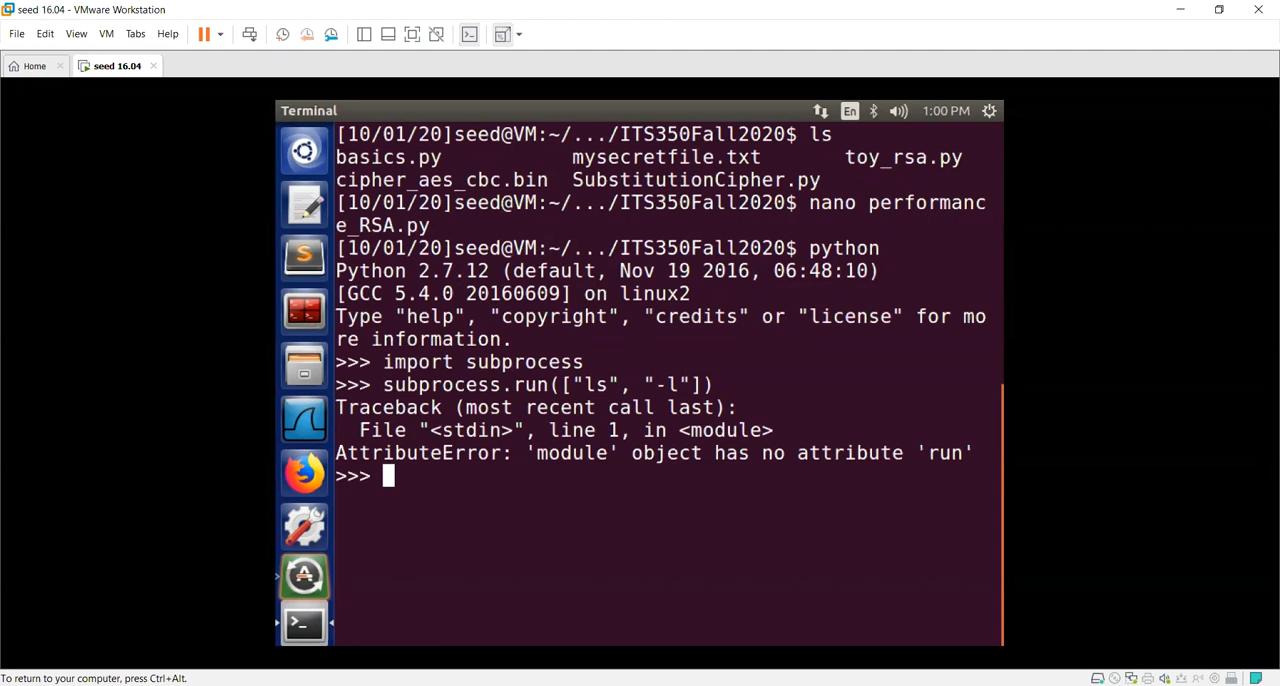 seed 16.04 - VMware Workstation
File Edit View VM Tabs Help
Home seed 16.04
Terminal En 1:00 PM
[10/01/20]seed@VM:~/.../ITS350Fall2020$ ls
basics.py mysecretfile.txt toy_rsa.py
cipher_aes_cbc.bin SubstitutionCipher.py
[10/01/20]seed@VM:~/.../ITS350Fall2020$ nano performanc
e_RSA.py
[10/01/20]seed@VM:~/.../ITS350Fall2020$ python
Python 2.7.12 (default, Nov 19 2016, 06:48:10)
[GCC 5.4.0 20160609] on linux2
Type "help", "copyright", "credits" or "license" for mo
re information.
>>> import subprocess
>>> subprocess.run(["ls", "-l"])
Traceback (most recent call last):
  File "<stdin>", line 1, in <module>
AttributeError: 'module' object has no attribute 'run'
>>>
To return to your computer, press Ctrl+Alt.